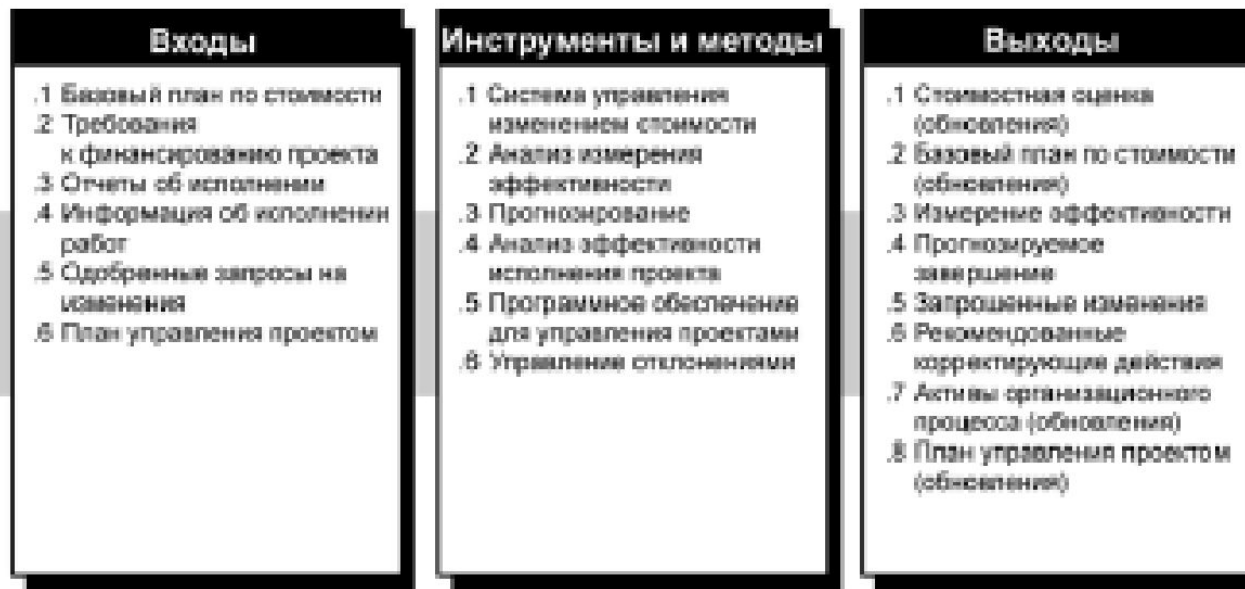 Входы
.1 Базовый план по стоимости
.2 Требования
к финансированию проекта
.3 Отчеты об исполнении
.4 Информация об исполнении
работ
.5 Одобренные запросы на
изменения
.6 План управления проектом
Инструменты и методы
.1 Система управления
изменением стоимости
.2 Анализ измерения
эффективности
.3 Прогнозирование
.4 Анализ эффективности
исполнения проекта
.5 Программное обеспечение
для управления проектами
.6 Управление отклонениями
Выходы
.1 Стоимостная оценка
(обновления)
.2 Базовый план по стоимости
(обновления)
.3 Измерение эффективности
.4 Прогнозируемое
завершение
.5 Запрошенные изменения
.6 Рекомендованные
корректирующие действия
.7 Активы организационного
процесса (обновления)
.8 План управления проектом
(обновления)